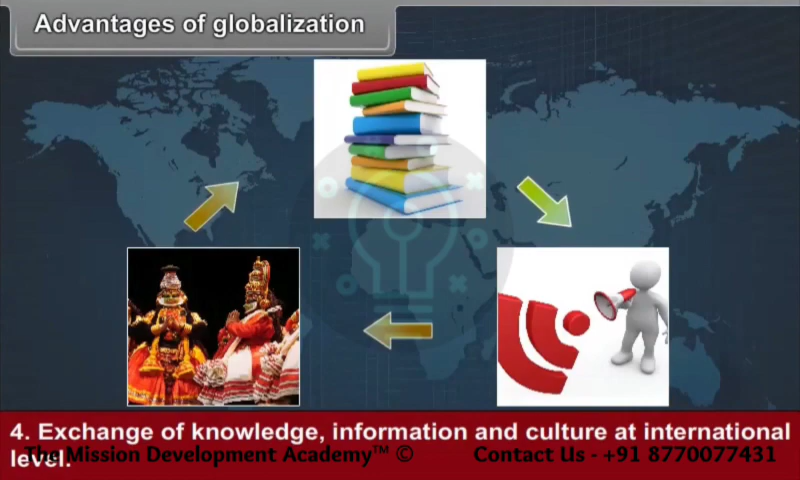 Advantages of globalization
4. Exchange of knowledge, information and culture at international
level.
The Mission Development Academy™ © Contact Us - +91 8770077431